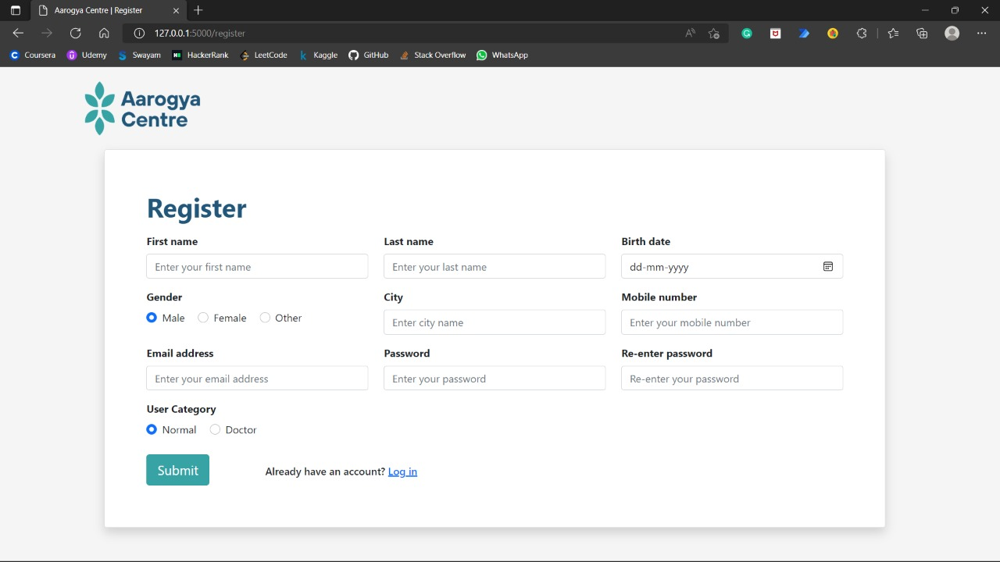 Aarogya Centre | Register
127.0.0.1:5000/register
Coursera Udemy Swayam HackerRank LeetCode Kaggle GitHub Stack Overflow WhatsApp
Aarogya
Centre
Register
First name Last name Birth date
Enter your first name Enter your last name dd-mm-yyyy
Gender City Mobile number
Male Female Other Enter city name Enter your mobile number
Email address Password Re-enter password
Enter your email address Enter your password Re-enter your password
User Category
Normal Doctor
Submit Already have an account? Log in